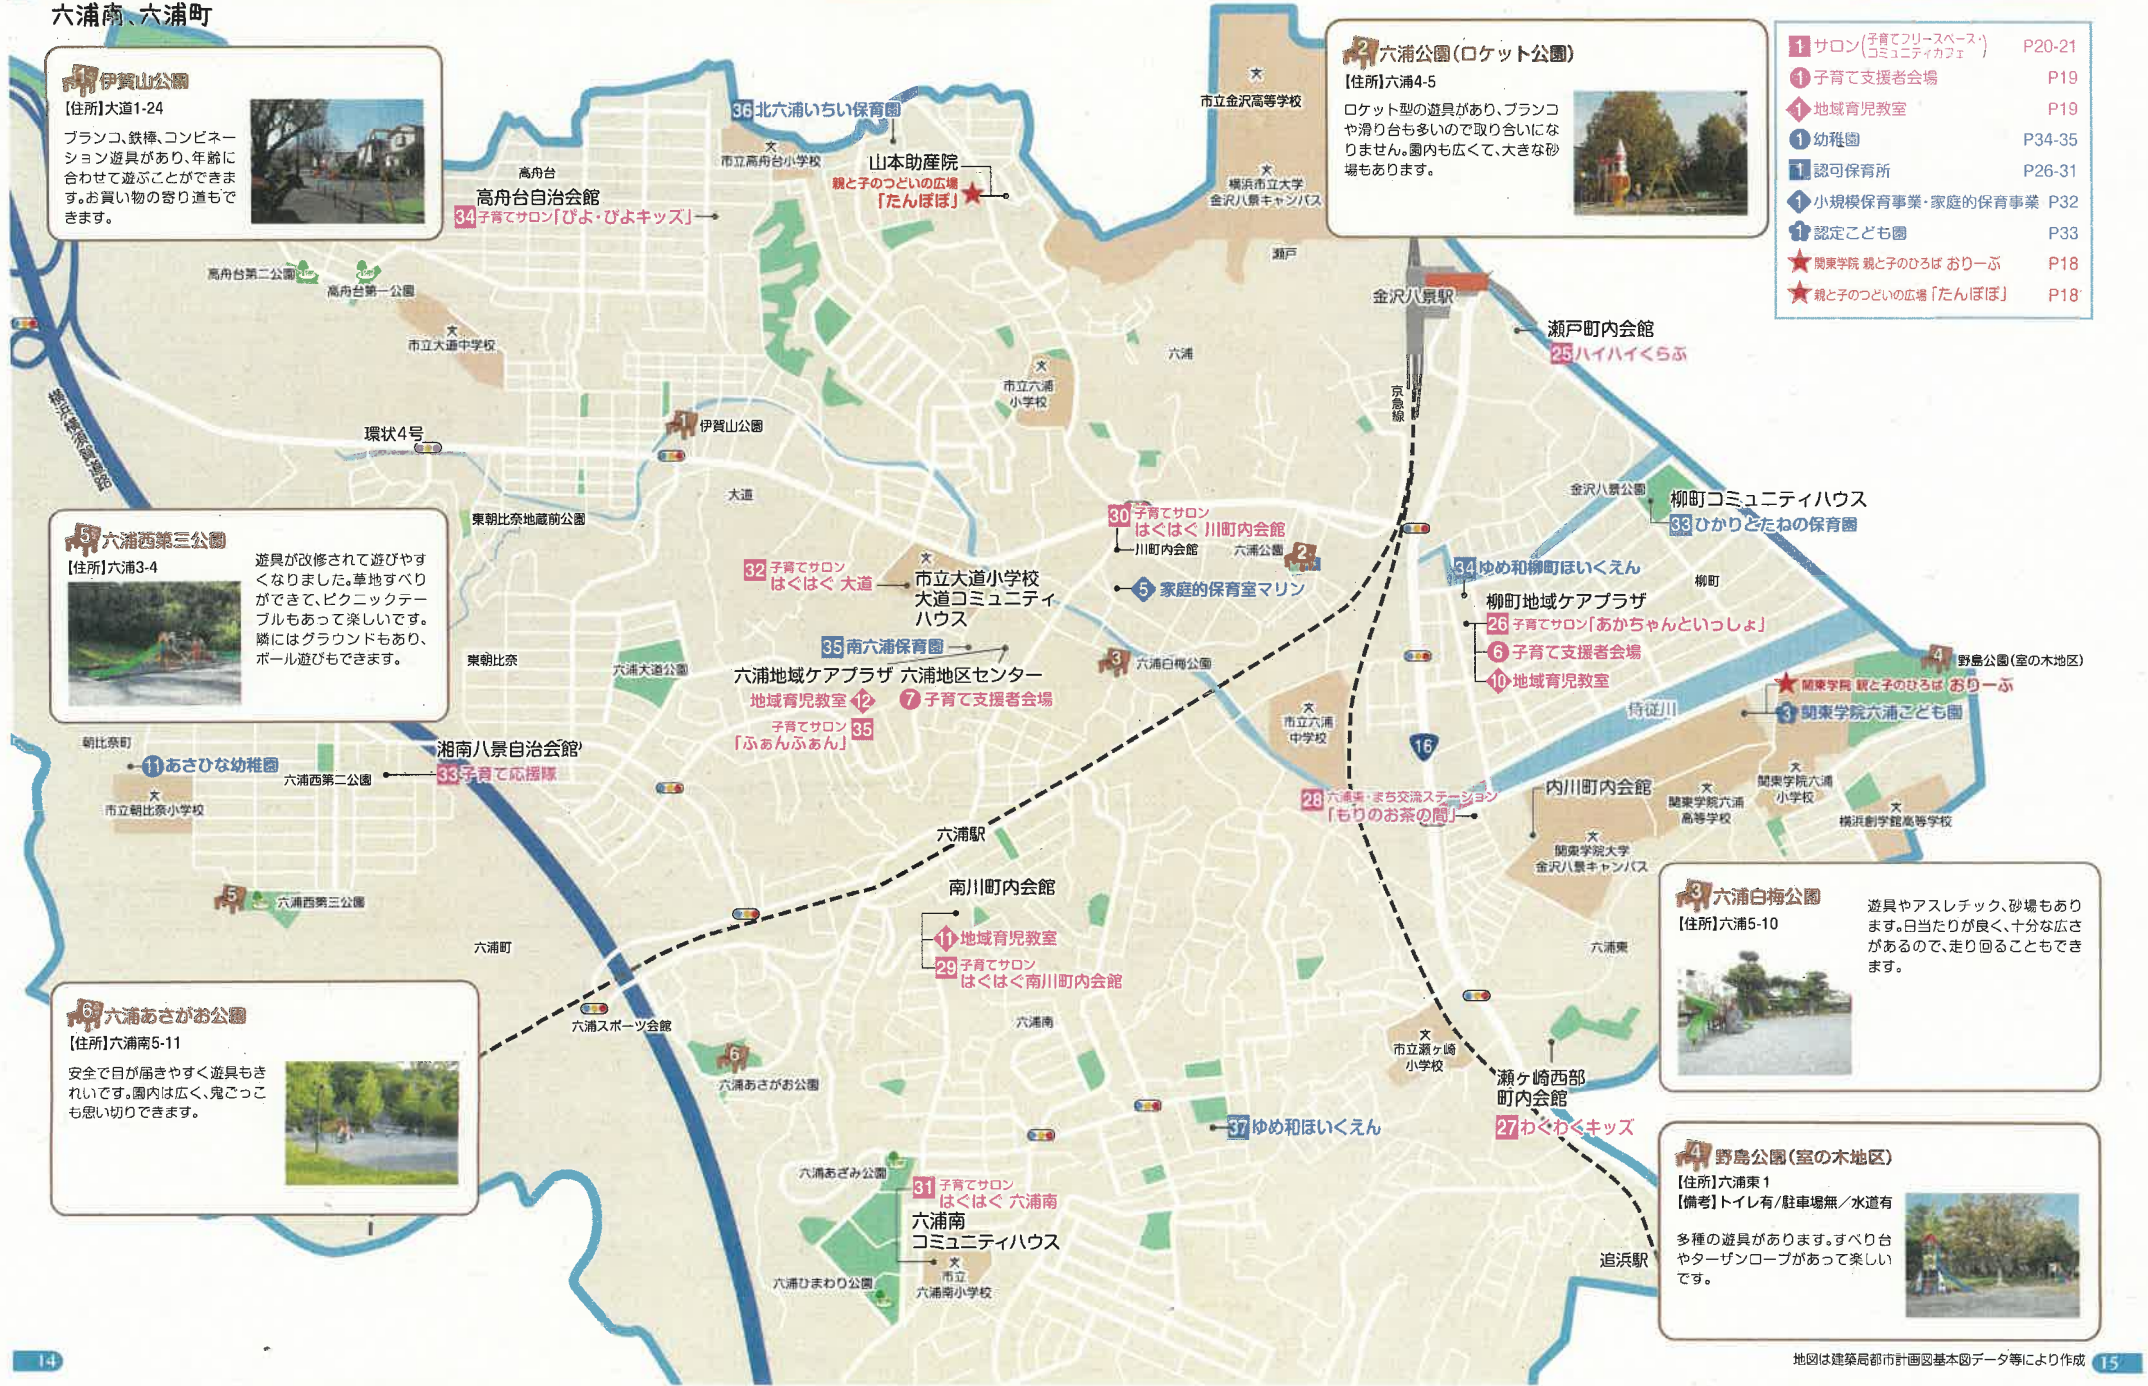 六浦南、六浦町
1 伊賀山公園
【住所】大道1-24
ブランコ、鉄棒、コンビネー
ション遊具があり、年齢に
合わせて遊ぶことができま
す。お買い物の寄り道もで
きます。
2 六浦公園(ロケット公園)
【住所】六浦4-5
ロケット型の遊具があり、ブランコ
や滑り台も多いので取り合いにな
りません。園内も広くて、大きな砂
場もあります。
1 サロン(子育てフリースペース・コミュニティカフェ) P20-21
1 子育て支援者会場 P19
1 地域育児教室 P19
1 幼稚園 P34-35
1 認可保育所 P26-31
1 小規模保育事業・家庭的保育事業 P32
1 認定こども園 P33
関東学院 親と子のひろば おりーぶ P18
親と子のつどいの広場「たんぽぽ」 P18
36 北六浦いちい保育園
文
市立高舟台小学校
山本助産院
親と子のつどいの広場
「たんぽぽ」
高舟台
高舟台自治会館
34 子育てサロン「ぴよ・ぴよキッズ」
文
市立金沢高等学校
文
横浜市立大学
金沢八景キャンパス
瀬戸
高舟台第二公園
高舟台第一公園
文
市立大道中学校
金沢八景駅
瀬戸町内会館
25 ハイハイくらぶ
六浦
文
市立六浦
小学校
京急線
横浜横須賀道路
環状4号
1
伊賀山公園
大道
東朝比奈地蔵前公園
金沢八景公園
柳町コミュニティハウス
33 ひかりとたねの保育園
30 子育てサロン
はぐはぐ 川町内会館
川町内会館
六浦公園
2
5 家庭的保育室マリン
32 子育てサロン
はぐはぐ 大道
文
市立大道小学校
大道コミュニティ
ハウス
34 ゆめ和柳町ほいくえん
柳町
柳町地域ケアプラザ
26 子育てサロン「あかちゃんといっしょ」
6 子育て支援者会場
10 地域育児教室
5 六浦西第三公園
【住所】六浦3-4
遊具が改修されて遊びやす
くなりました。草地すべり
ができて、ピクニックテー
ブルもあって楽しいです。
隣にはグラウンドもあり、
ボール遊びもできます。
東朝比奈
六浦大道公園
35 南六浦保育園
六浦地域ケアプラザ 六浦地区センター
地域育児教室 12
7 子育て支援者会場
子育てサロン 35
「ふぁんふぁん」
3
六浦白梅公園
4
野島公園(室の木地区)
関東学院 親と子のひろば おりーぶ
3 関東学院六浦こども園
侍従川
文
市立六浦
中学校
16
朝比奈町
11 あさひな幼稚園
文
市立朝比奈小学校
六浦西第二公園
湘南八景自治会館
33 子育て応援隊
28 六浦東・まち交流ステーション
「もりのお茶の間」
内川町内会館
文
関東学院六浦
高等学校
文
関東学院六浦
小学校
文
横浜創学館高等学校
文
関東学院大学
金沢八景キャンパス
六浦駅
南川町内会館
11 地域育児教室
29 子育てサロン
はぐはぐ南川町内会館
5
六浦西第三公園
六浦町
六浦東
3 六浦白梅公園
【住所】六浦5-10
遊具やアスレチック、砂場もあり
ます。日当たりが良く、十分な広さ
があるので、走り回ることもでき
ます。
6 六浦あさがお公園
【住所】六浦南5-11
安全で目が届きやすく遊具もき
れいです。園内は広く、鬼ごっこ
も思い切りできます。
六浦スポーツ会館
六浦南
6
六浦あさがお公園
文
市立瀬ヶ崎
小学校
瀬ヶ崎西部
町内会館
27 わくわくキッズ
37 ゆめ和ほいくえん
六浦あざみ公園
31 子育てサロン
はぐはぐ 六浦南
六浦南
コミュニティハウス
文
市立
六浦南小学校
六浦ひまわり公園
追浜駅
4 野島公園(室の木地区)
【住所】六浦東1
【備考】トイレ有/駐車場無/水道有
多種の遊具があります。すべり台
やターザンロープがあって楽しい
です。
14
地図は建築局都市計画図基本図データ等により作成 15